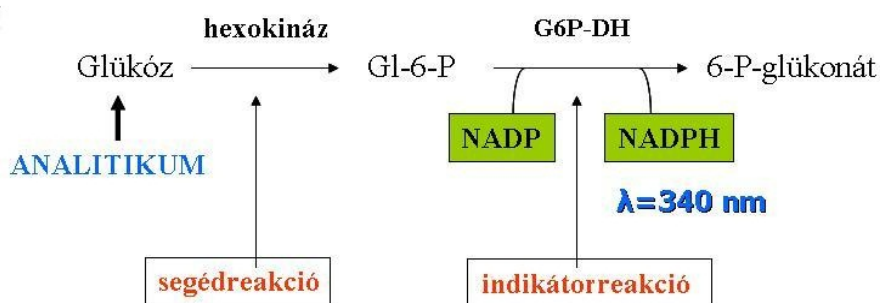 hexokináz G6P-DH
Glükóz Gl-6-P 6-P-glükonát
NADP NADPH
ANALITIKUM
λ=340 nm
segédreakció indikátorreakció